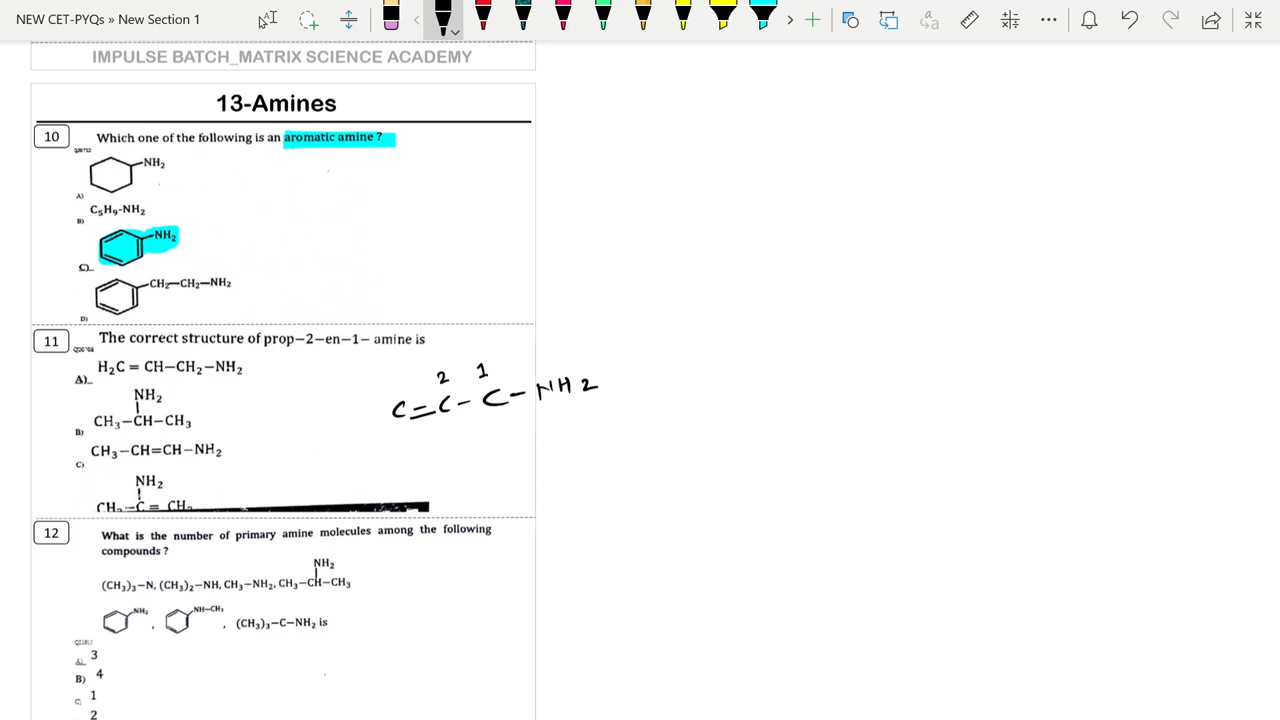 NEW CET-PYQs » New Section 1
IMPULSE BATCH_MATRIX SCIENCE ACADEMY
13-Amines
10 Which one of the following is an aromatic amine ?
NH₂
A)
C₅H₉-NH₂
B)
NH₂
C)
CH₂—CH₂—NH₂
D)
11 The correct structure of prop−2−en−1− amine is
H₂C = CH−CH₂−NH₂
A)
NH₂
CH₃−CH−CH₃
B)
CH₃−CH=CH−NH₂
C)
NH₂
CH₃−C = CH₂
2 1
C=C-C-NH2
12 What is the number of primary amine molecules among the following
compounds ?
NH₂
(CH₃)₃−N, (CH₃)₂−NH, CH₃−NH₂, CH₃−CH−CH₃
NH₂ , NH−CH₃ , (CH₃)₃−C−NH₂ is
A) 3
B) 4
C) 1
2